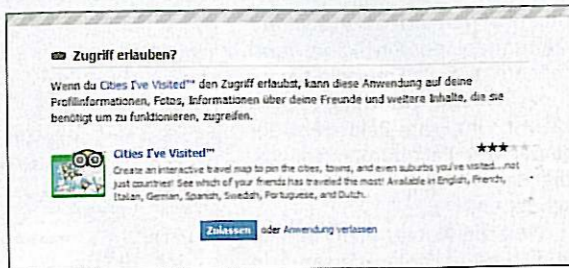 Zugriff erlauben?
Wenn du Cities I've Visited™ den Zugriff erlaubst, kann diese Anwendung auf deine
Profilinformationen, Fotos, Informationen über deine Freunde und weitere Inhalte, die sie
benötigt um zu funktionieren, zugreifen.
Cities I've Visited™
Create an interactive travel map to pin the cities, towns, and even suburbs you've visited...not
just countries! See which of your friends has traveled the most! Available in English, French,
Italian, German, Spanish, Swedish, Portuguese, and Dutch.
Zulassen oder Anwendung verlassen